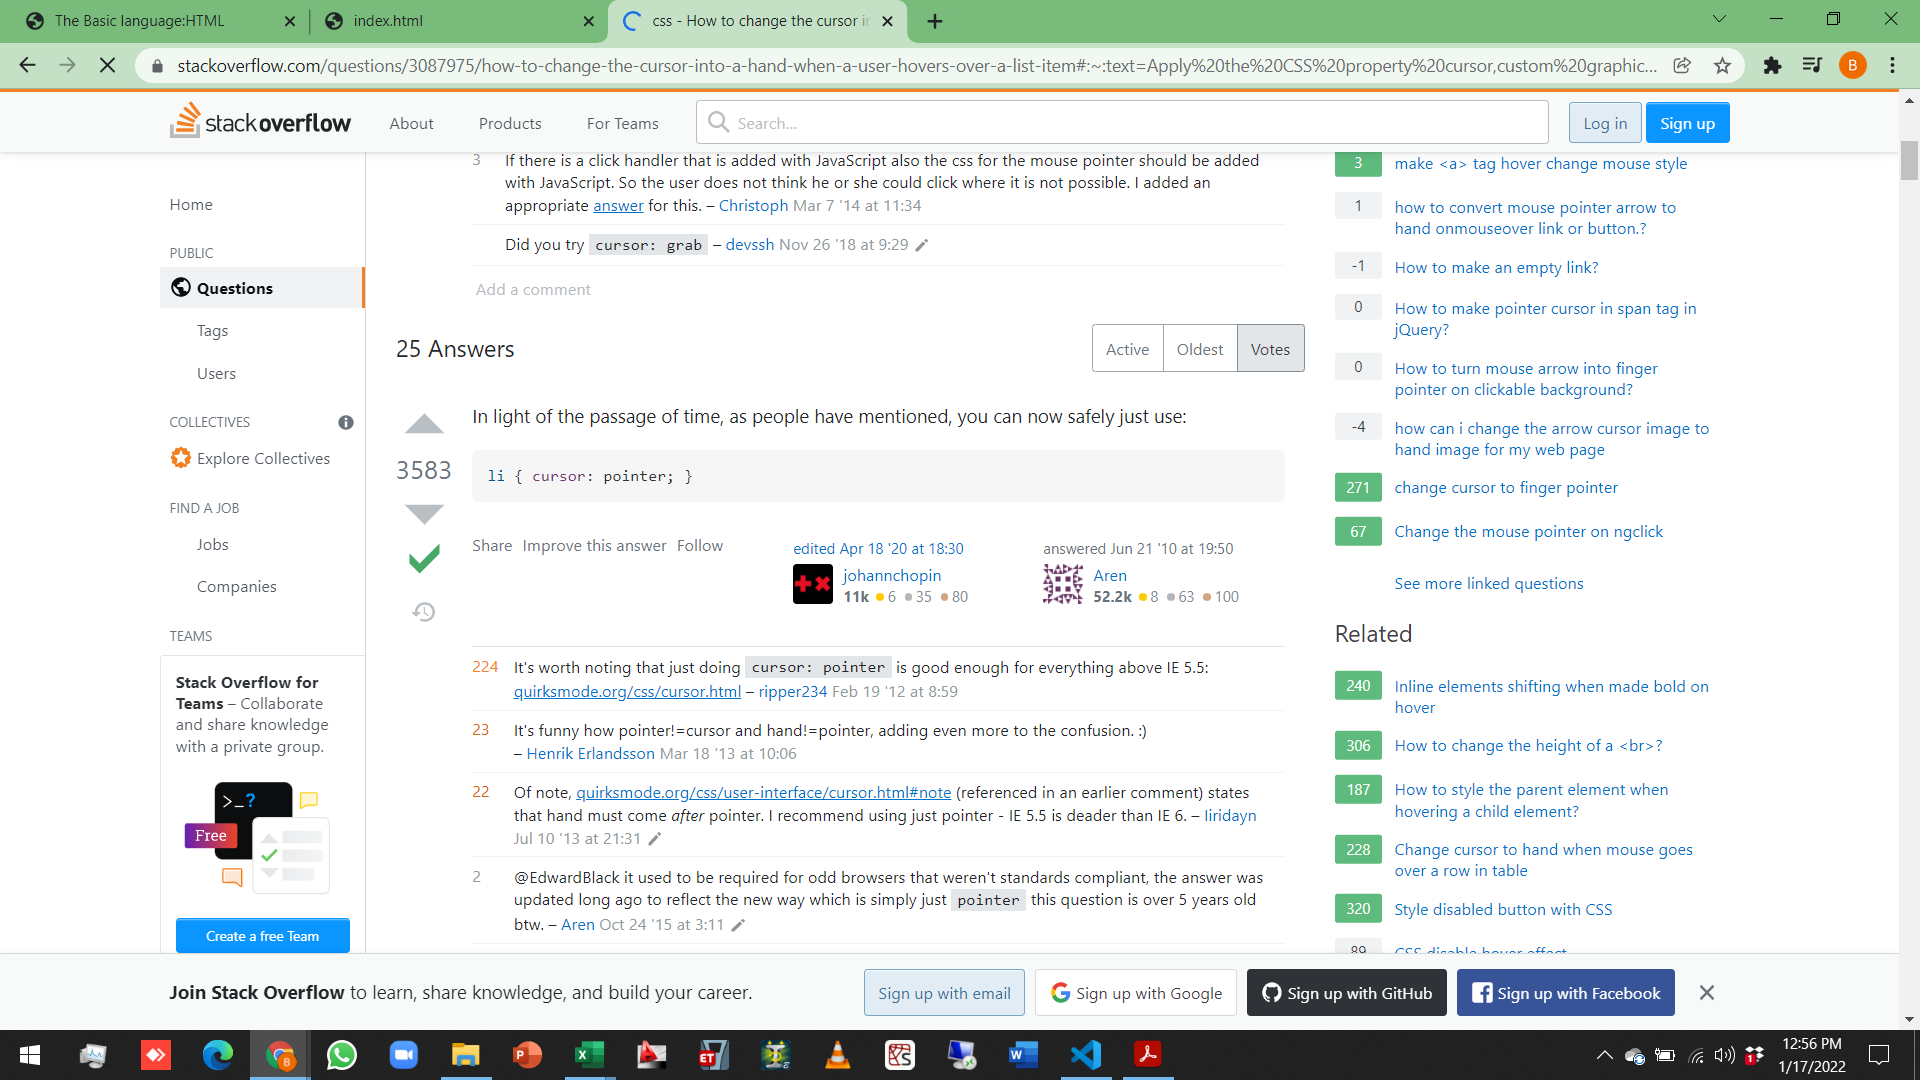 The Basic language:HTML
index.html
css - How to change the cursor in
stackoverflow.com/questions/3087975/how-to-change-the-cursor-into-a-hand-when-a-user-hovers-over-a-list-item#:~:text=Apply%20the%20CSS%20property%20cursor,custom%20graphic...
B
stackoverflow
About
Products
For Teams
Search...
Log in
Sign up
Home
PUBLIC
Questions
Tags
Users
COLLECTIVES
Explore Collectives
FIND A JOB
Jobs
Companies
TEAMS
Stack Overflow for
Teams – Collaborate
and share knowledge
with a private group.
>_?
Free
Create a free Team
3 If there is a click handler that is added with JavaScript also the css for the mouse pointer should be added
with JavaScript. So the user does not think he or she could click where it is not possible. I added an
appropriate answer for this. – Christoph Mar 7 '14 at 11:34
Did you try cursor: grab – devssh Nov 26 '18 at 9:29
Add a comment
25 Answers
Active
Oldest
Votes
In light of the passage of time, as people have mentioned, you can now safely just use:
3583
li { cursor: pointer; }
Share Improve this answer Follow
edited Apr 18 '20 at 18:30
johannchopin
11k 6 35 80
answered Jun 21 '10 at 19:50
Aren
52.2k 8 63 100
224 It's worth noting that just doing cursor: pointer is good enough for everything above IE 5.5:
quirksmode.org/css/cursor.html – ripper234 Feb 19 '12 at 8:59
23 It's funny how pointer!=cursor and hand!=pointer, adding even more to the confusion. :)
– Henrik Erlandsson Mar 18 '13 at 10:06
22 Of note, quirksmode.org/css/user-interface/cursor.html#note (referenced in an earlier comment) states
that hand must come after pointer. I recommend using just pointer - IE 5.5 is deader than IE 6. – 
Jul 10 '13 at 21:31
2 @EdwardBlack it used to be required for odd browsers that weren't standards compliant, the answer was
updated long ago to reflect the new way which is simply just pointer this question is over 5 years old
btw. – Aren Oct 24 '15 at 3:11
3 make <a> tag hover change mouse style
1 how to convert mouse pointer arrow to
hand onmouseover link or button.?
-1 How to make an empty link?
0 How to make pointer cursor in span tag in
jQuery?
0 How to turn mouse arrow into finger
pointer on clickable background?
-4 how can i change the arrow cursor image to
hand image for my web page
271 change cursor to finger pointer
67 Change the mouse pointer on ngclick
See more linked questions
Related
240 Inline elements shifting when made bold on
hover
306 How to change the height of a <br>?
187 How to style the parent element when
hovering a child element?
228 Change cursor to hand when mouse goes
over a row in table
320 Style disabled button with CSS
89 CSS disable hover effect
Join Stack Overflow to learn, share knowledge, and build your career.
Sign up with email
Sign up with Google
Sign up with GitHub
Sign up with Facebook
12:56 PM
1/17/2022